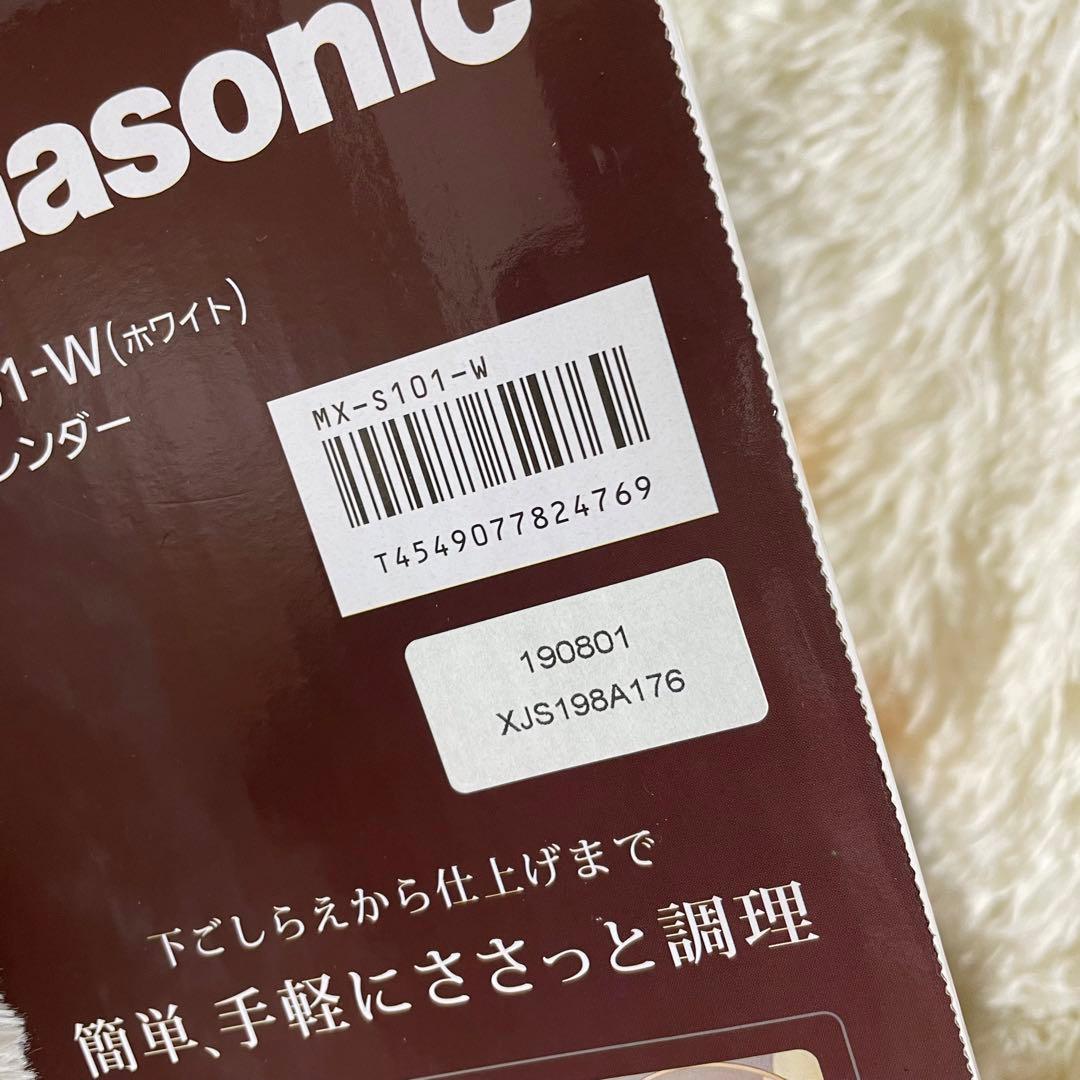 nasonic
01-W(ホワイト)
レンダー
MX-S101-W
T4549077824769
190801
XJS198A176
下ごしらえから仕上げまで
簡単、手軽にささっと調理